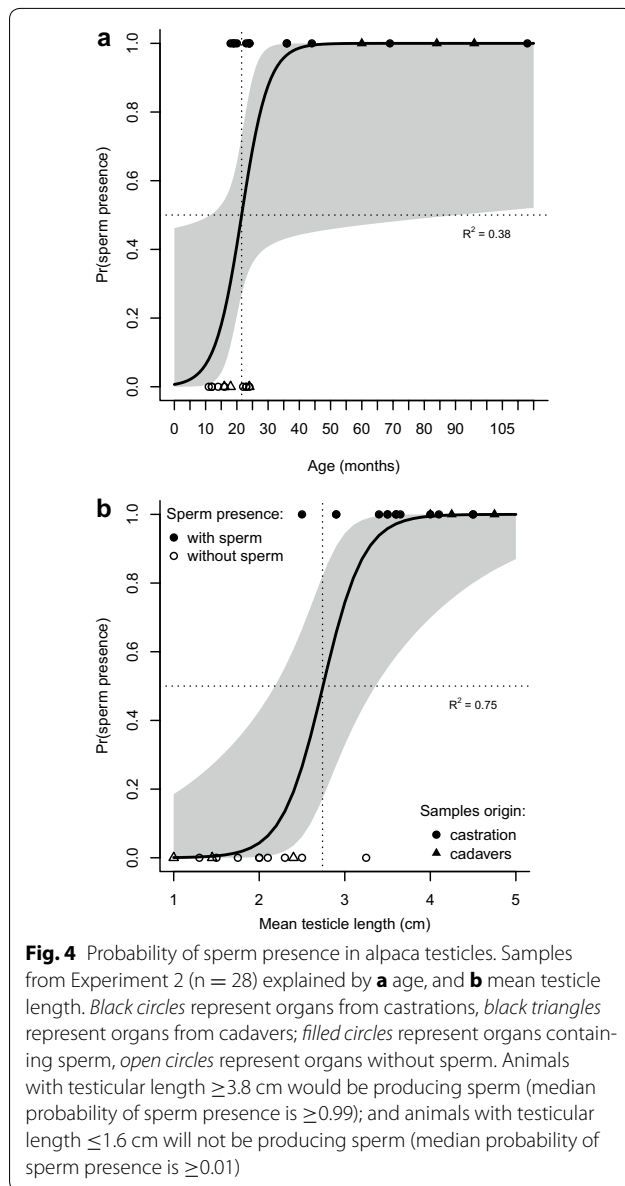 a
1.0
0.8
0.6
0.4
0.2
0.0
Pr(sperm presence)
R² = 0.38
0 10 20 30 40 50 60 70 80 90 105
Age (months)
b
1.0
0.8
0.6
0.4
0.2
0.0
Pr(sperm presence)
Sperm presence:
with sperm
without sperm
R² = 0.75
Samples origin:
castration
cadavers
1 2 3 4 5
Mean testicle length (cm)
Fig. 4 Probability of sperm presence in alpaca testicles. Samples
from Experiment 2 (n = 28) explained by a age, and b mean testicle
length. Black circles represent organs from castrations, black triangles
represent organs from cadavers; filled circles represent organs contain-
ing sperm, open circles represent organs without sperm. Animals
with testicular length ≥3.8 cm would be producing sperm (median
probability of sperm presence is ≥0.99); and animals with testicular
length ≤1.6 cm will not be producing sperm (median probability of
sperm presence is ≥0.01)